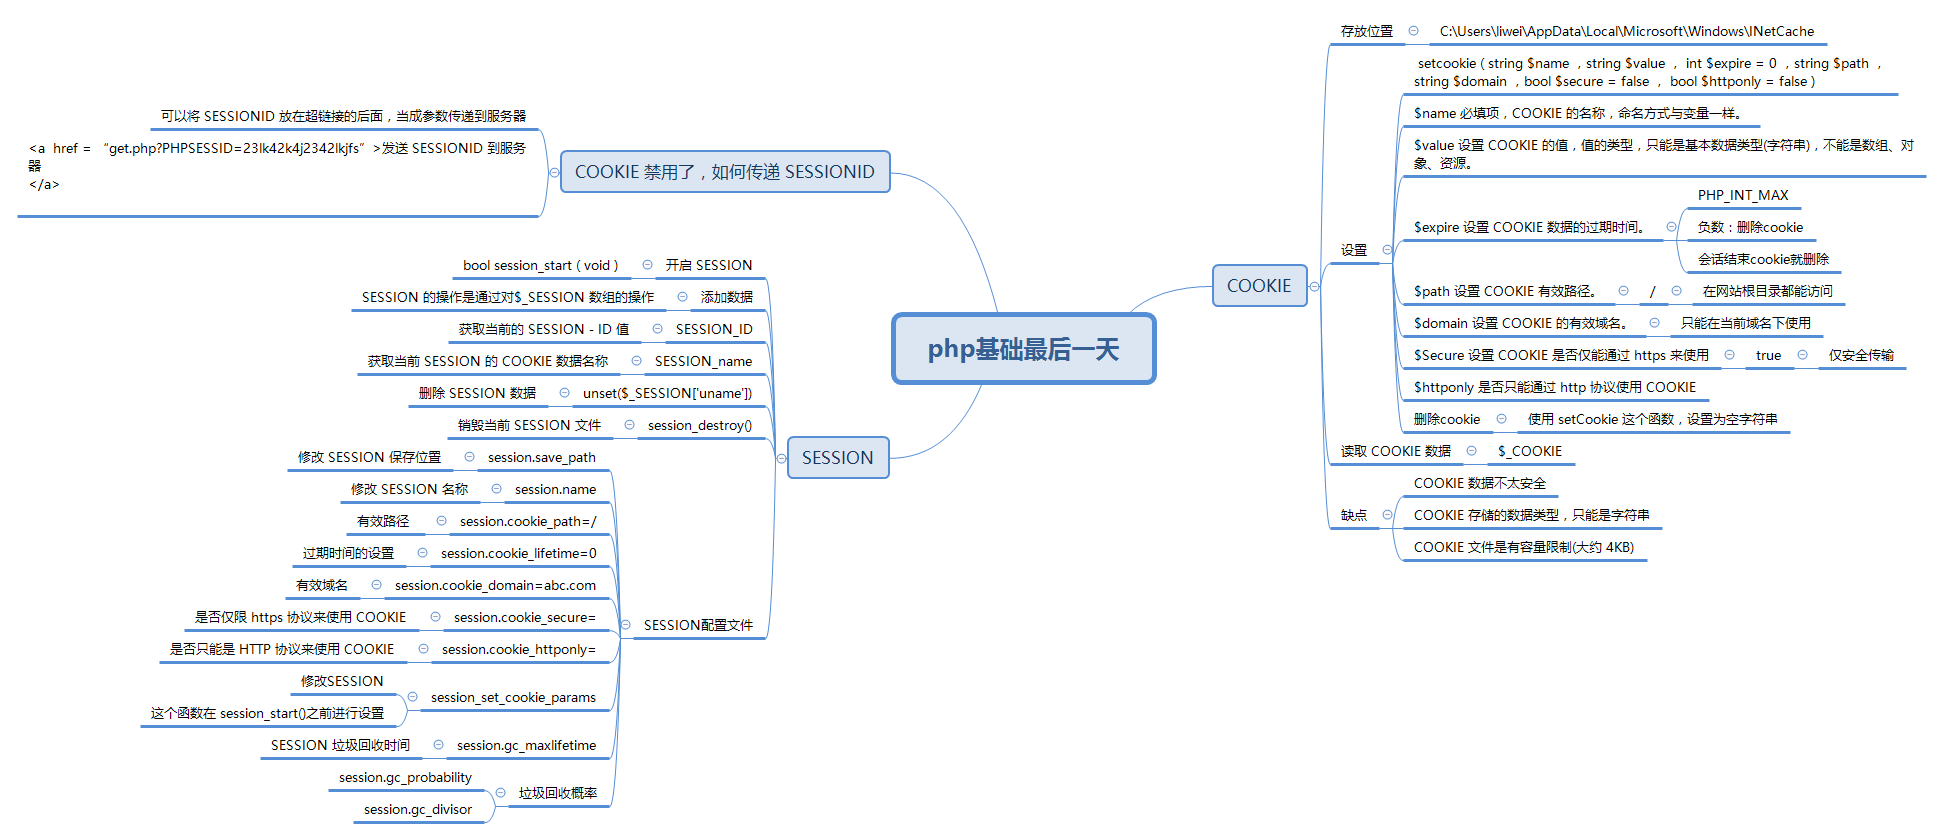 php基础最后一天
COOKIE
存放位置
C:\Users\liwei\AppData\Local\Microsoft\Windows\INetCache
设置
setcookie ( string $name , string $value , int $expire = 0 , string $path ,
string $domain , bool $secure = false , bool $httponly = false )
$name 必填项，COOKIE 的名称，命名方式与变量一样。
$value 设置 COOKIE 的值，值的类型，只能是基本数据类型(字符串)，不能是数组、对
象、资源。
$expire 设置 COOKIE 数据的过期时间。
PHP_INT_MAX
负数：删除cookie
会话结束cookie就删除
$path 设置 COOKIE 有效路径。
/
在网站根目录都能访问
$domain 设置 COOKIE 的有效域名。
只能在当前域名下使用
$Secure 设置 COOKIE 是否仅能通过 https 来使用
true
仅安全传输
$httponly 是否只能通过 http 协议使用 COOKIE
删除cookie
使用 setCookie 这个函数，设置为空字符串
读取 COOKIE 数据
$_COOKIE
缺点
COOKIE 数据不太安全
COOKIE 存储的数据类型，只能是字符串
COOKIE 文件是有容量限制(大约 4KB)
COOKIE 禁用了，如何传递 SESSIONID
可以将 SESSIONID 放在超链接的后面，当成参数传递到服务器
<a href = “get.php?PHPSESSID=23lk42k4j2342lkjfs” >发送 SESSIONID 到服务
器
</a>
SESSION
开启 SESSION
bool session_start ( void )
添加数据
SESSION 的操作是通过对$_SESSION 数组的操作
SESSION_ID
获取当前的 SESSION - ID 值
SESSION_name
获取当前 SESSION 的 COOKIE 数据名称
unset($_SESSION['uname'])
删除 SESSION 数据
session_destroy()
销毁当前 SESSION 文件
SESSION配置文件
session.save_path
修改 SESSION 保存位置
session.name
修改 SESSION 名称
session.cookie_path=/
有效路径
session.cookie_lifetime=0
过期时间的设置
session.cookie_domain=abc.com
有效域名
session.cookie_secure=
是否仅限 https 协议来使用 COOKIE
session.cookie_httponly=
是否只能是 HTTP 协议来使用 COOKIE
session_set_cookie_params
修改SESSION
这个函数在 session_start()之前进行设置
session.gc_maxlifetime
SESSION 垃圾回收时间
垃圾回收概率
session.gc_probability
session.gc_divisor